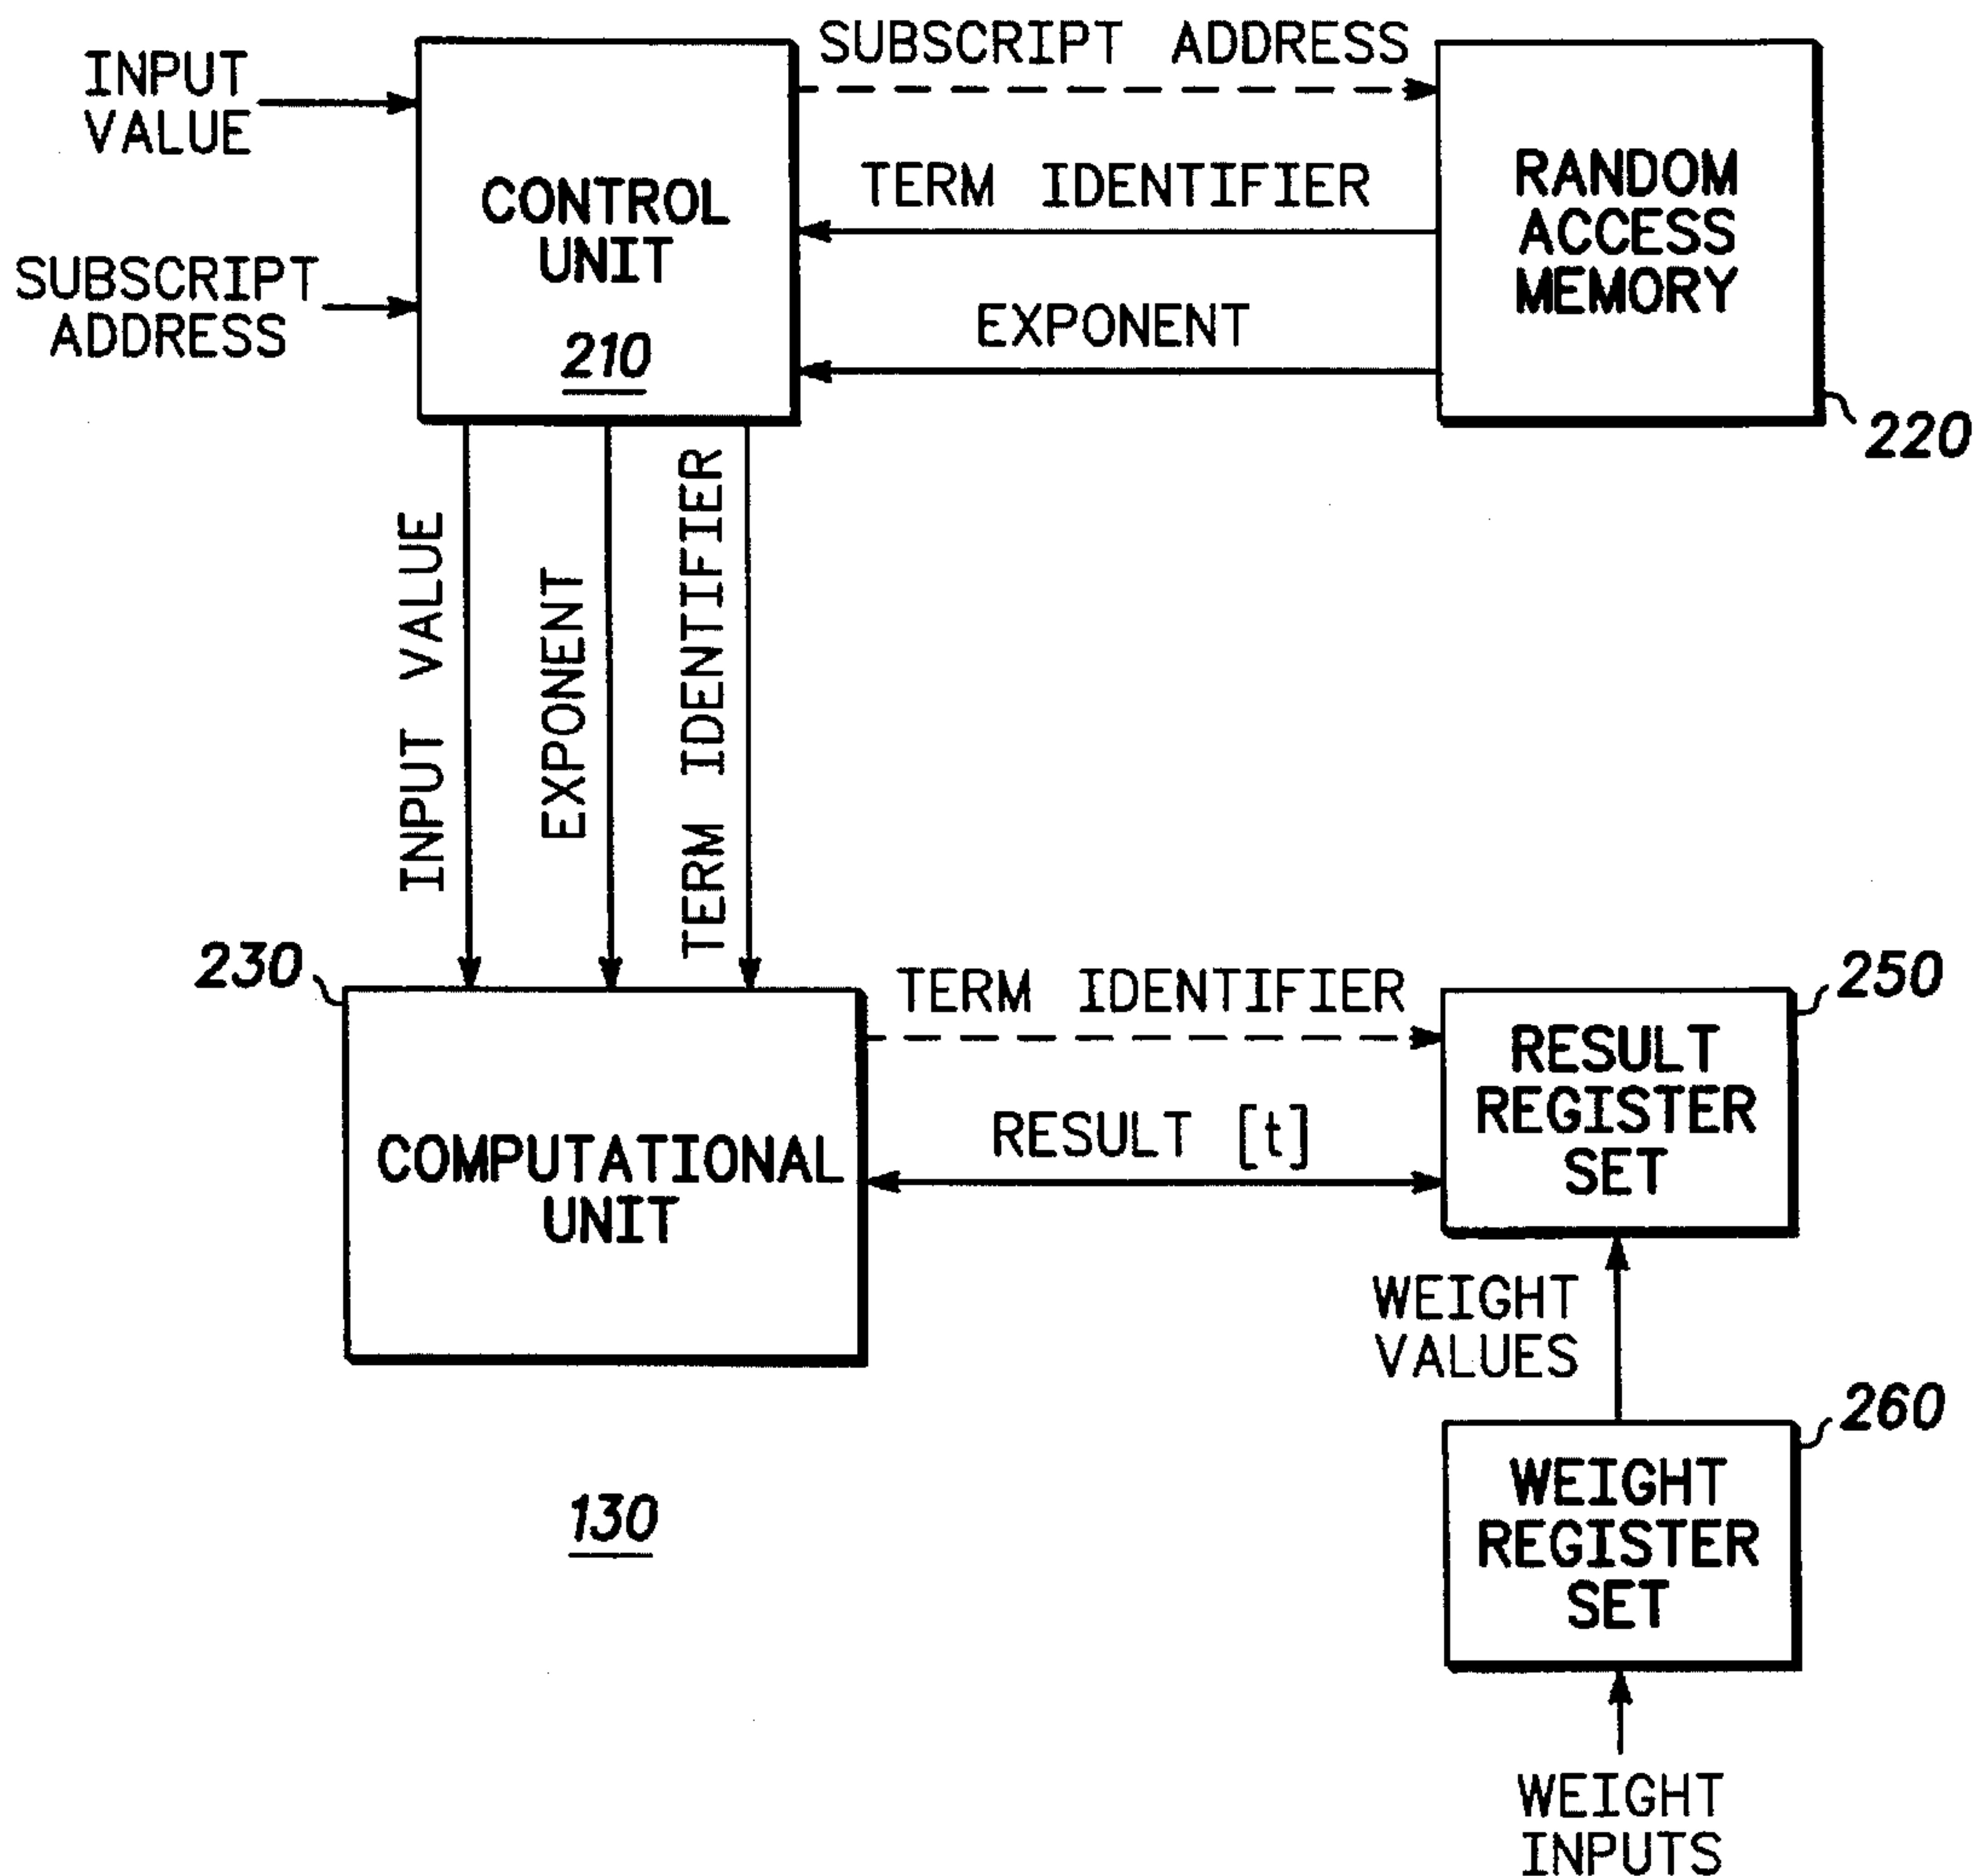 INPUT
VALUE
SUBSCRIPT
ADDRESS
CONTROL
UNIT
210
SUBSCRIPT ADDRESS
TERM IDENTIFIER
EXPONENT
RANDOM
ACCESS
MEMORY
220
INPUT VALUE
EXPONENT
TERM IDENTIFIER
230
COMPUTATIONAL
UNIT
TERM IDENTIFIER
RESULT [t]
250
RESULT
REGISTER
SET
WEIGHT
VALUES
260
WEIGHT
REGISTER
SET
130
WEIGHT
INPUTS